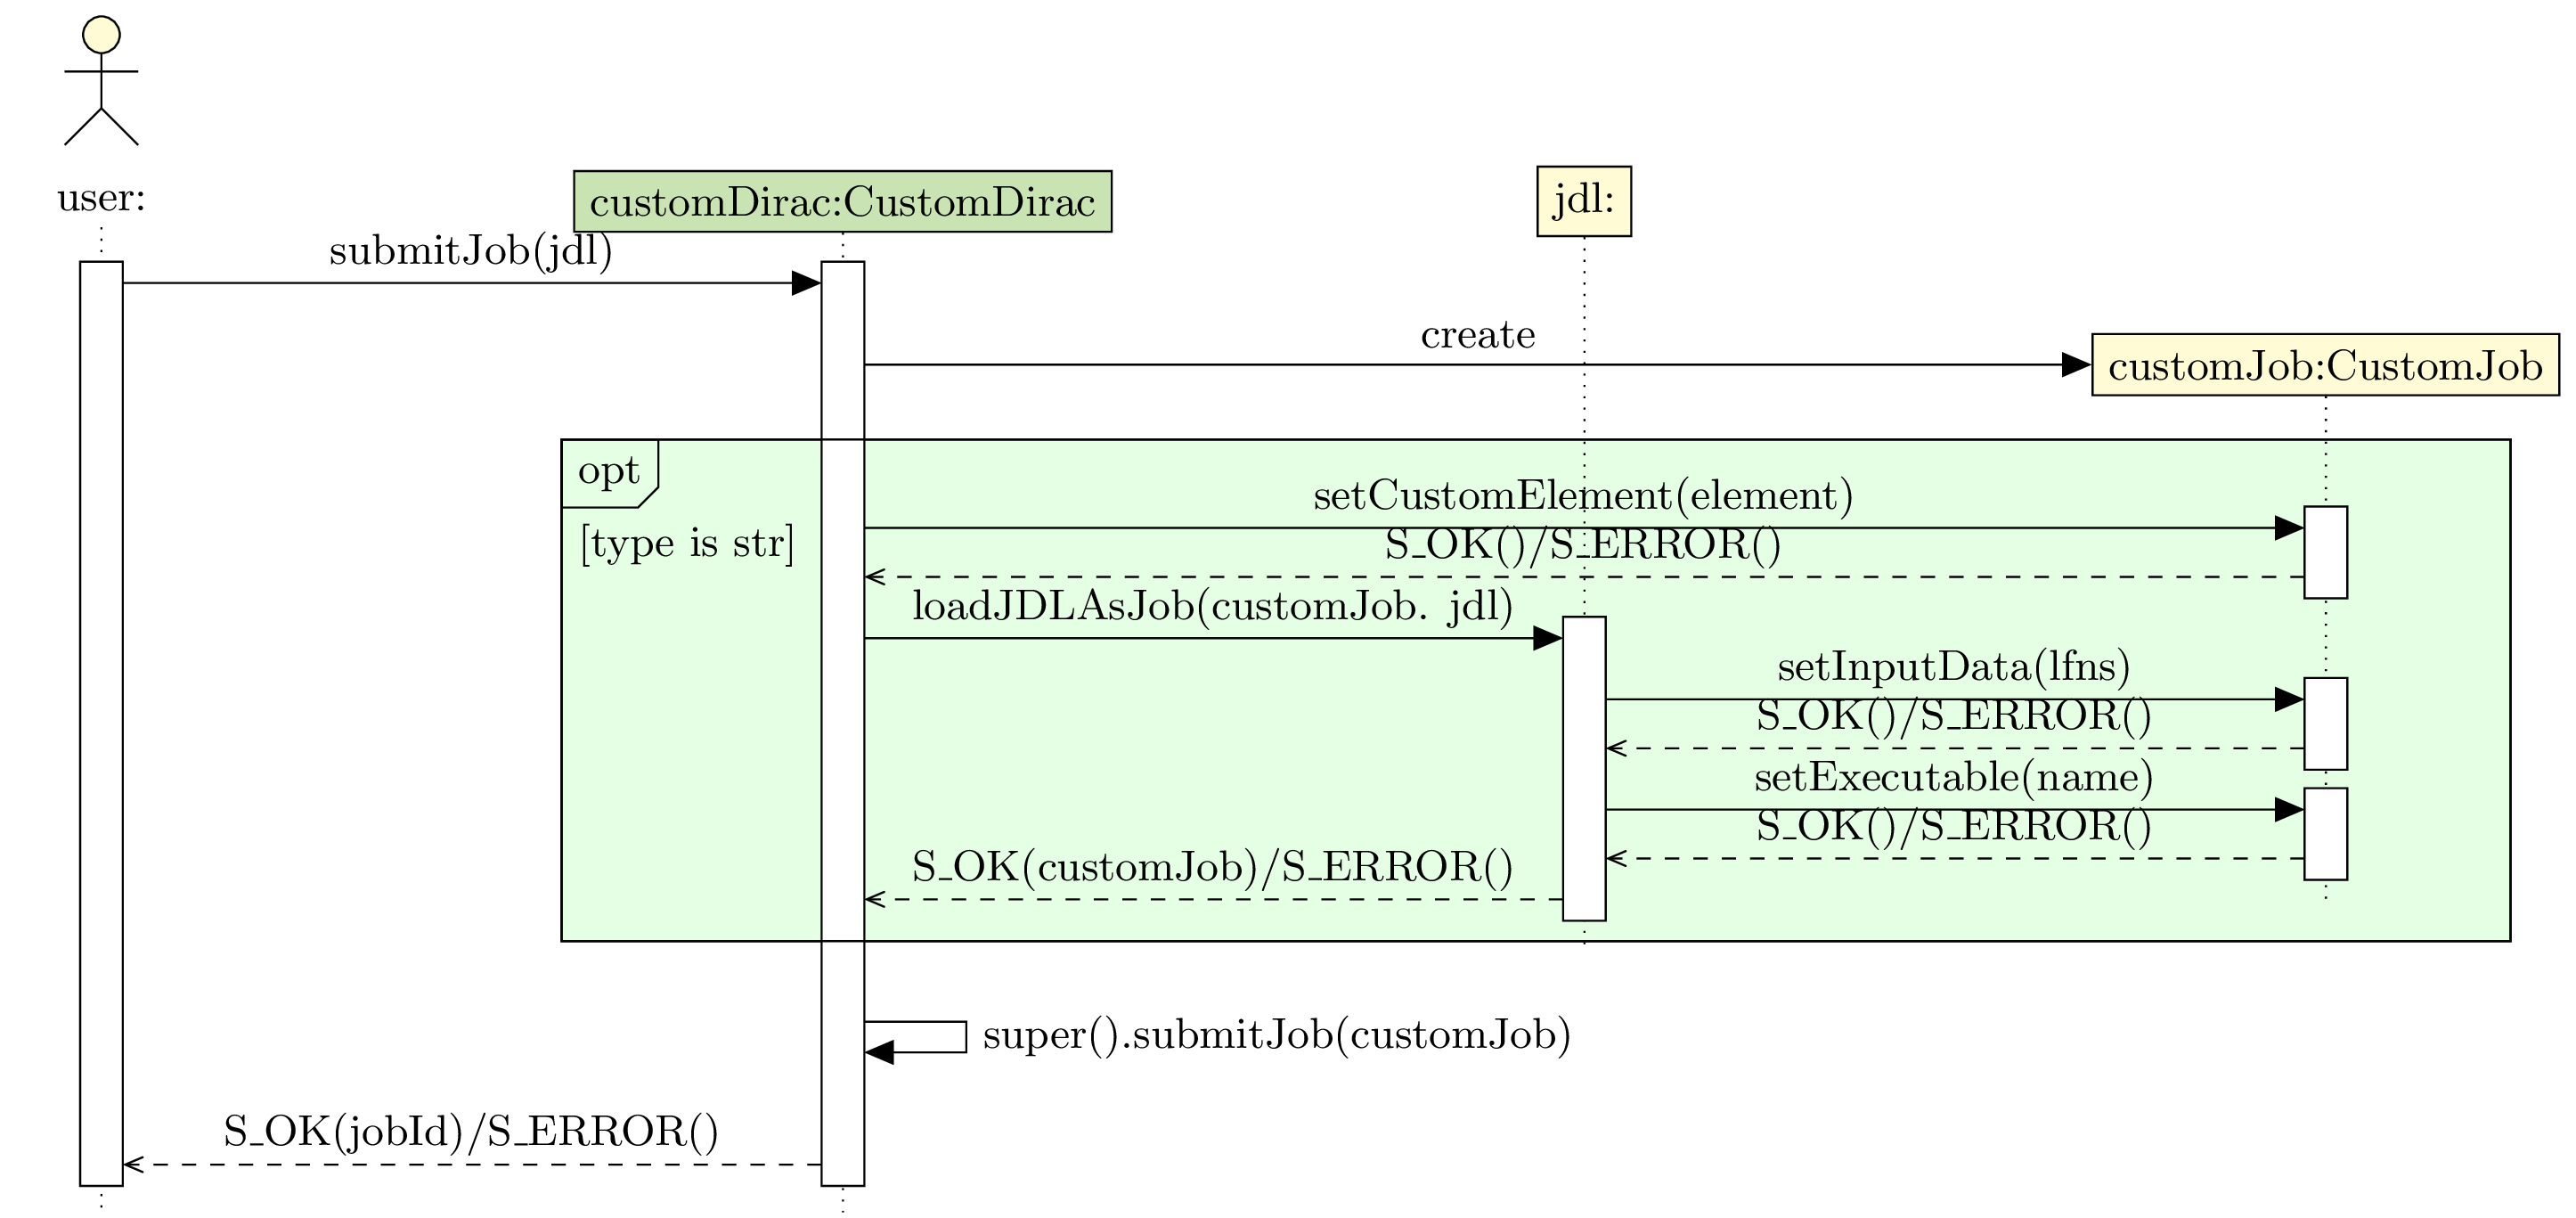 user:
customDirac:CustomDirac
jdl:
submitJob(jdl)
create
customJob:CustomJob
opt
setCustomElement(element)
[type is str]
S_OK()/S_ERROR()
loadJDLAsJob(customJob. jdl)
setInputData(lfns)
S_OK()/S_ERROR()
setExecutable(name)
S_OK()/S_ERROR()
S_OK(customJob)/S_ERROR()
super().submitJob(customJob)
S_OK(jobId)/S_ERROR()